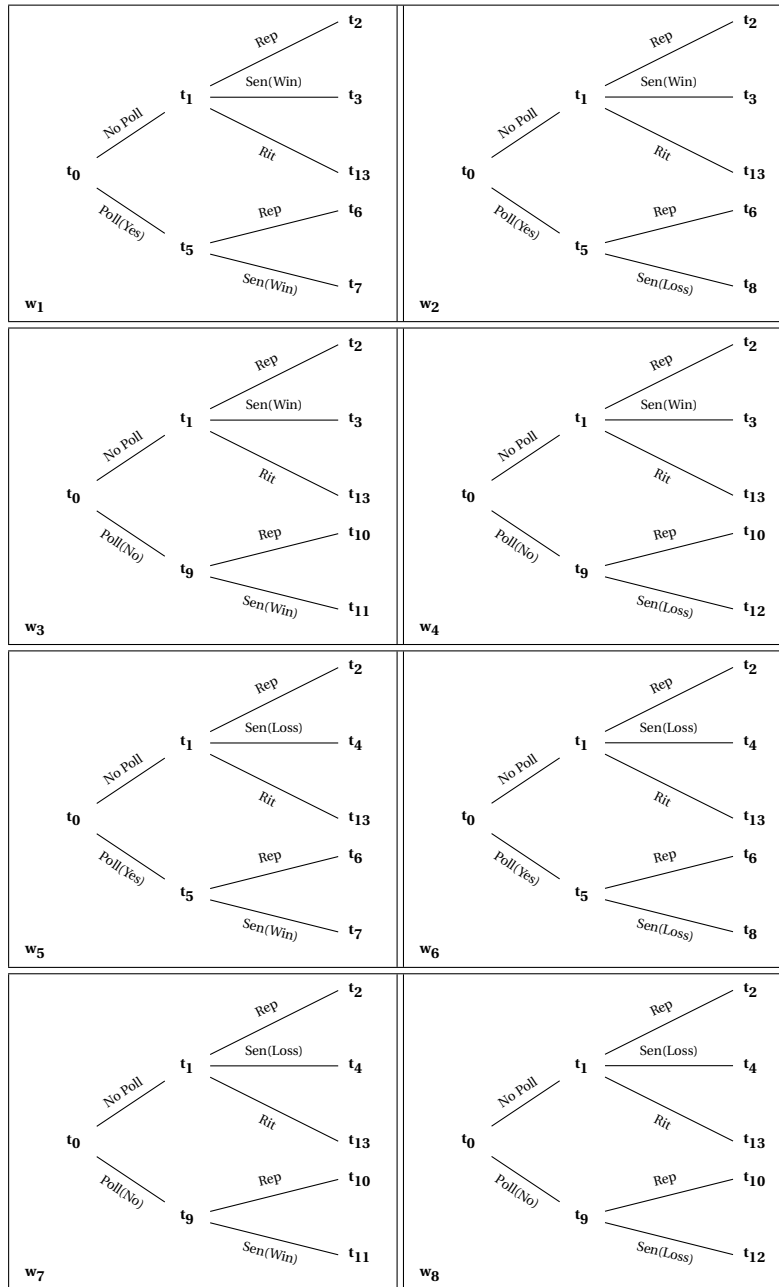 t2 t2
Rep Rep
t1 Sen(Win) t3 t1 Sen(Win) t3
No Poll No Poll
Rit Rit
t0 t13 t0 t13
Poll(Yes) Rep t6 Poll(Yes) Rep t6
t5 t5
Sen(Win) t7 Sen(Loss) t8
w1 w2
t2 t2
Rep Rep
t1 Sen(Win) t3 t1 Sen(Win) t3
No Poll No Poll
Rit Rit
t0 t13 t0 t13
Poll(No) Rep t10 Poll(No) Rep t10
t9 t9
Sen(Win) t11 Sen(Loss) t12
w3 w4
t2 t2
Rep Rep
t1 Sen(Loss) t4 t1 Sen(Loss) t4
No Poll No Poll
Rit Rit
t0 t13 t0 t13
Poll(Yes) Rep t6 Poll(Yes) Rep t6
t5 t5
Sen(Win) t7 Sen(Loss) t8
w5 w6
t2 t2
Rep Rep
t1 Sen(Loss) t4 t1 Sen(Loss) t4
No Poll No Poll
Rit Rit
t0 t13 t0 t13
Poll(No) Rep t10 Poll(No) Rep t10
t9 t9
Sen(Win) t11 Sen(Loss) t12
w7 w8